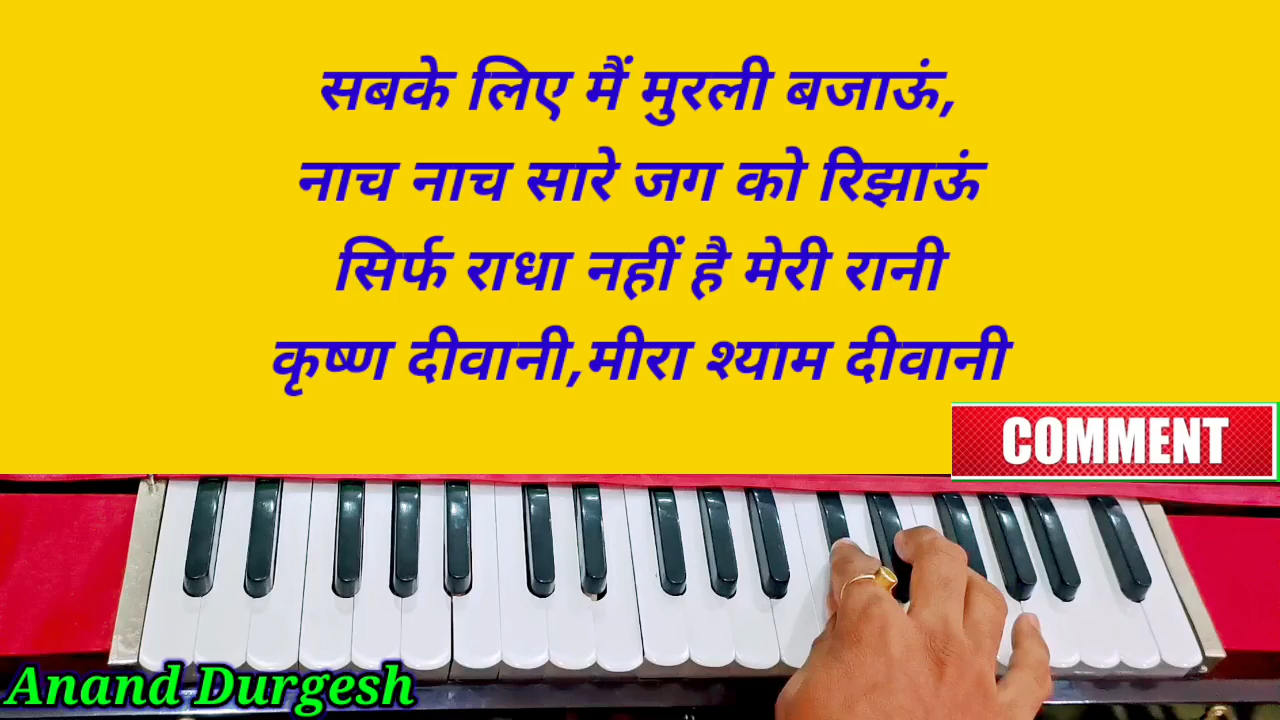 सबके लिए मैं मुरली बजाऊं,
नाच नाच सारे जग को रिझाऊं
सिर्फ राधा नहीं है मेरी रानी
कृष्ण दीवानी,मीरा श्याम दीवानी
COMMENT
Anand Durgesh